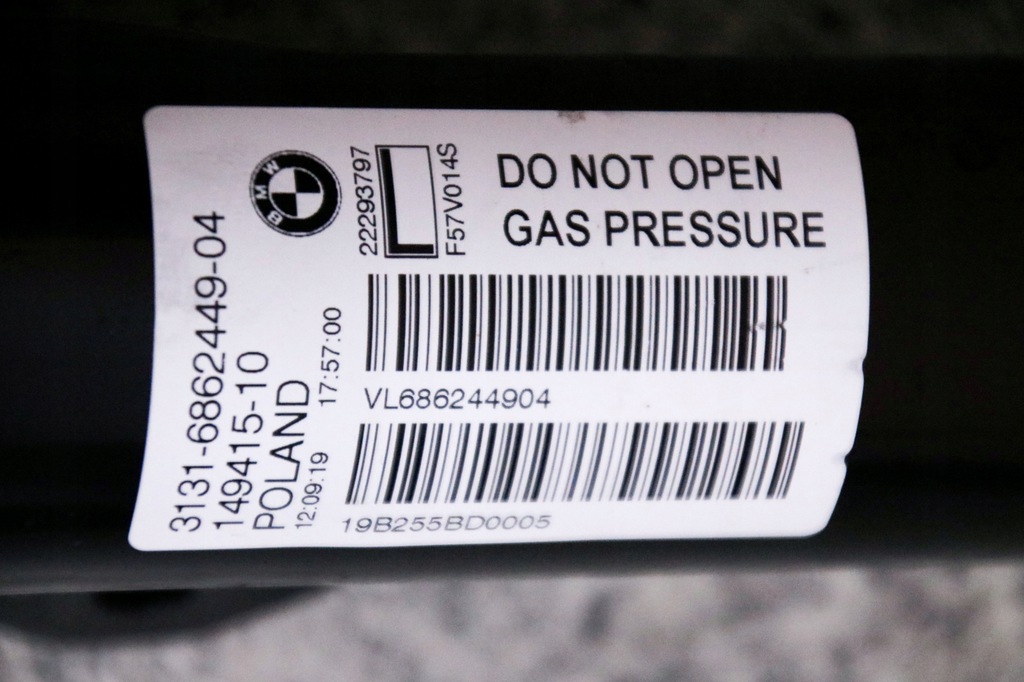 3131-6862449-04
149415-10
POLAND
12:09:19 17:57:00
BMW
22293797
L
F57V014S
DO NOT OPEN
GAS PRESSURE
VL686244904
19B255BD0005